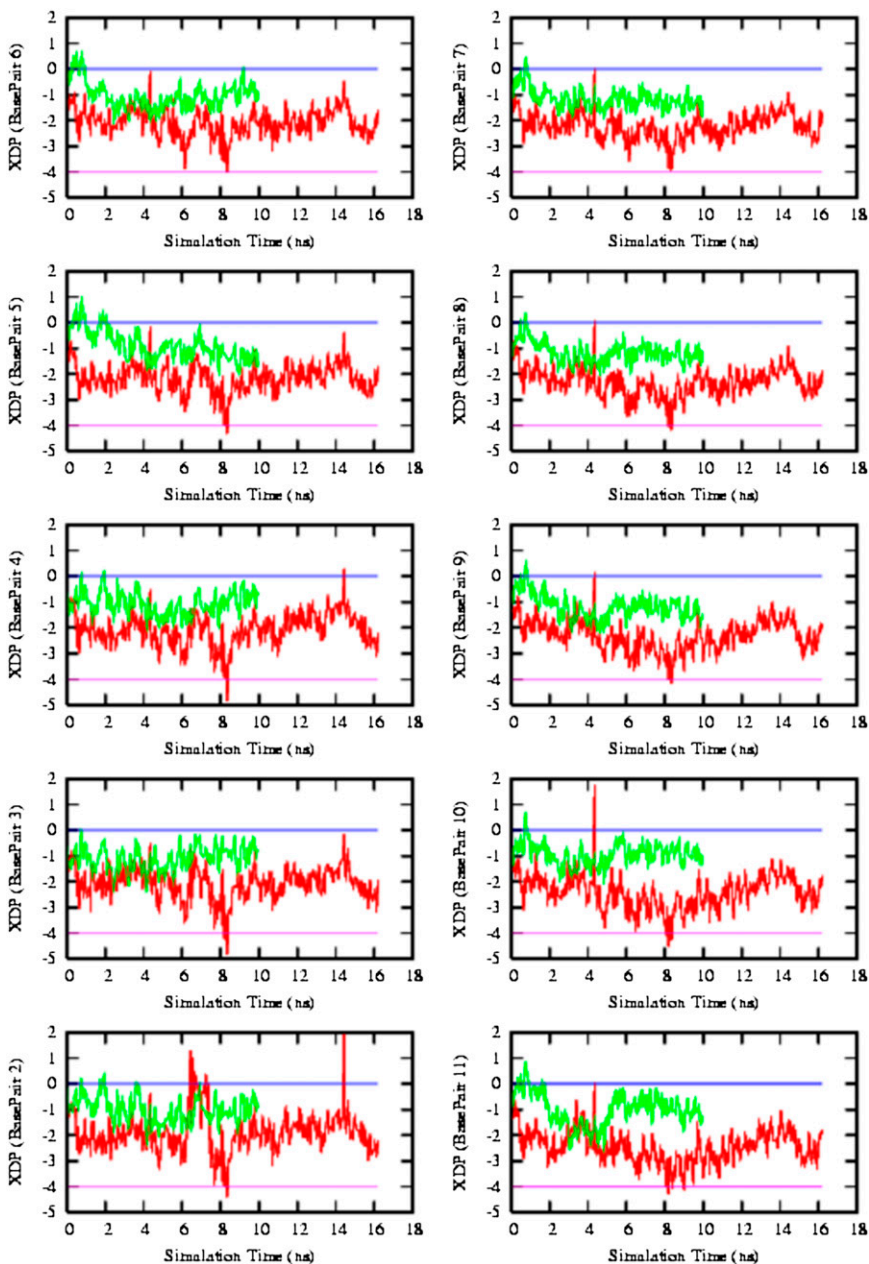 XDP (BasePair 6)
2
1
0
-1
-2
-3
-4
-5
0 2 4 6 8 10 12 14 16 18
Simulation Time (ns)
XDP (BasePair 7)
2
1
0
-1
-2
-3
-4
-5
0 2 4 6 8 10 12 14 16 18
Simulation Time (ns)
XDP (BasePair 5)
2
1
0
-1
-2
-3
-4
-5
0 2 4 6 8 10 12 14 16 18
Simulation Time (ns)
XDP (BasePair 8)
2
1
0
-1
-2
-3
-4
-5
0 2 4 6 8 10 12 14 16 18
Simulation Time (ns)
XDP (BasePair 4)
2
1
0
-1
-2
-3
-4
-5
0 2 4 6 8 10 12 14 16 18
Simulation Time (ns)
XDP (BasePair 9)
2
1
0
-1
-2
-3
-4
-5
0 2 4 6 8 10 12 14 16 18
Simulation Time (ns)
XDP (BasePair 3)
2
1
0
-1
-2
-3
-4
-5
0 2 4 6 8 10 12 14 16 18
Simulation Time (ns)
XDP (BasePair 10)
2
1
0
-1
-2
-3
-4
-5
0 2 4 6 8 10 12 14 16 18
Simulation Time (ns)
XDP (BasePair 2)
2
1
0
-1
-2
-3
-4
-5
0 2 4 6 8 10 12 14 16 18
Simulation Time (ns)
XDP (BasePair 11)
2
1
0
-1
-2
-3
-4
-5
0 2 4 6 8 10 12 14 16 18
Simulation Time (ns)